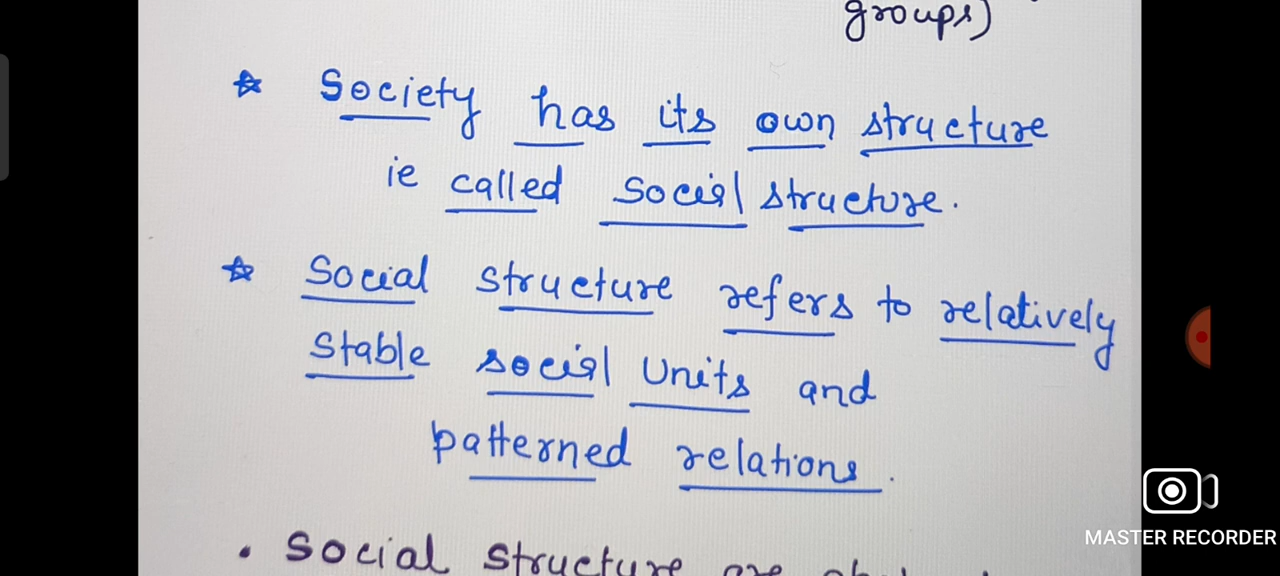 groups)
☆ Society has its own structure
ie called Social structure.
☆ Social structure refers to relatively
Stable social Units and
patterned relations.
• Social structure are
MASTER RECORDER